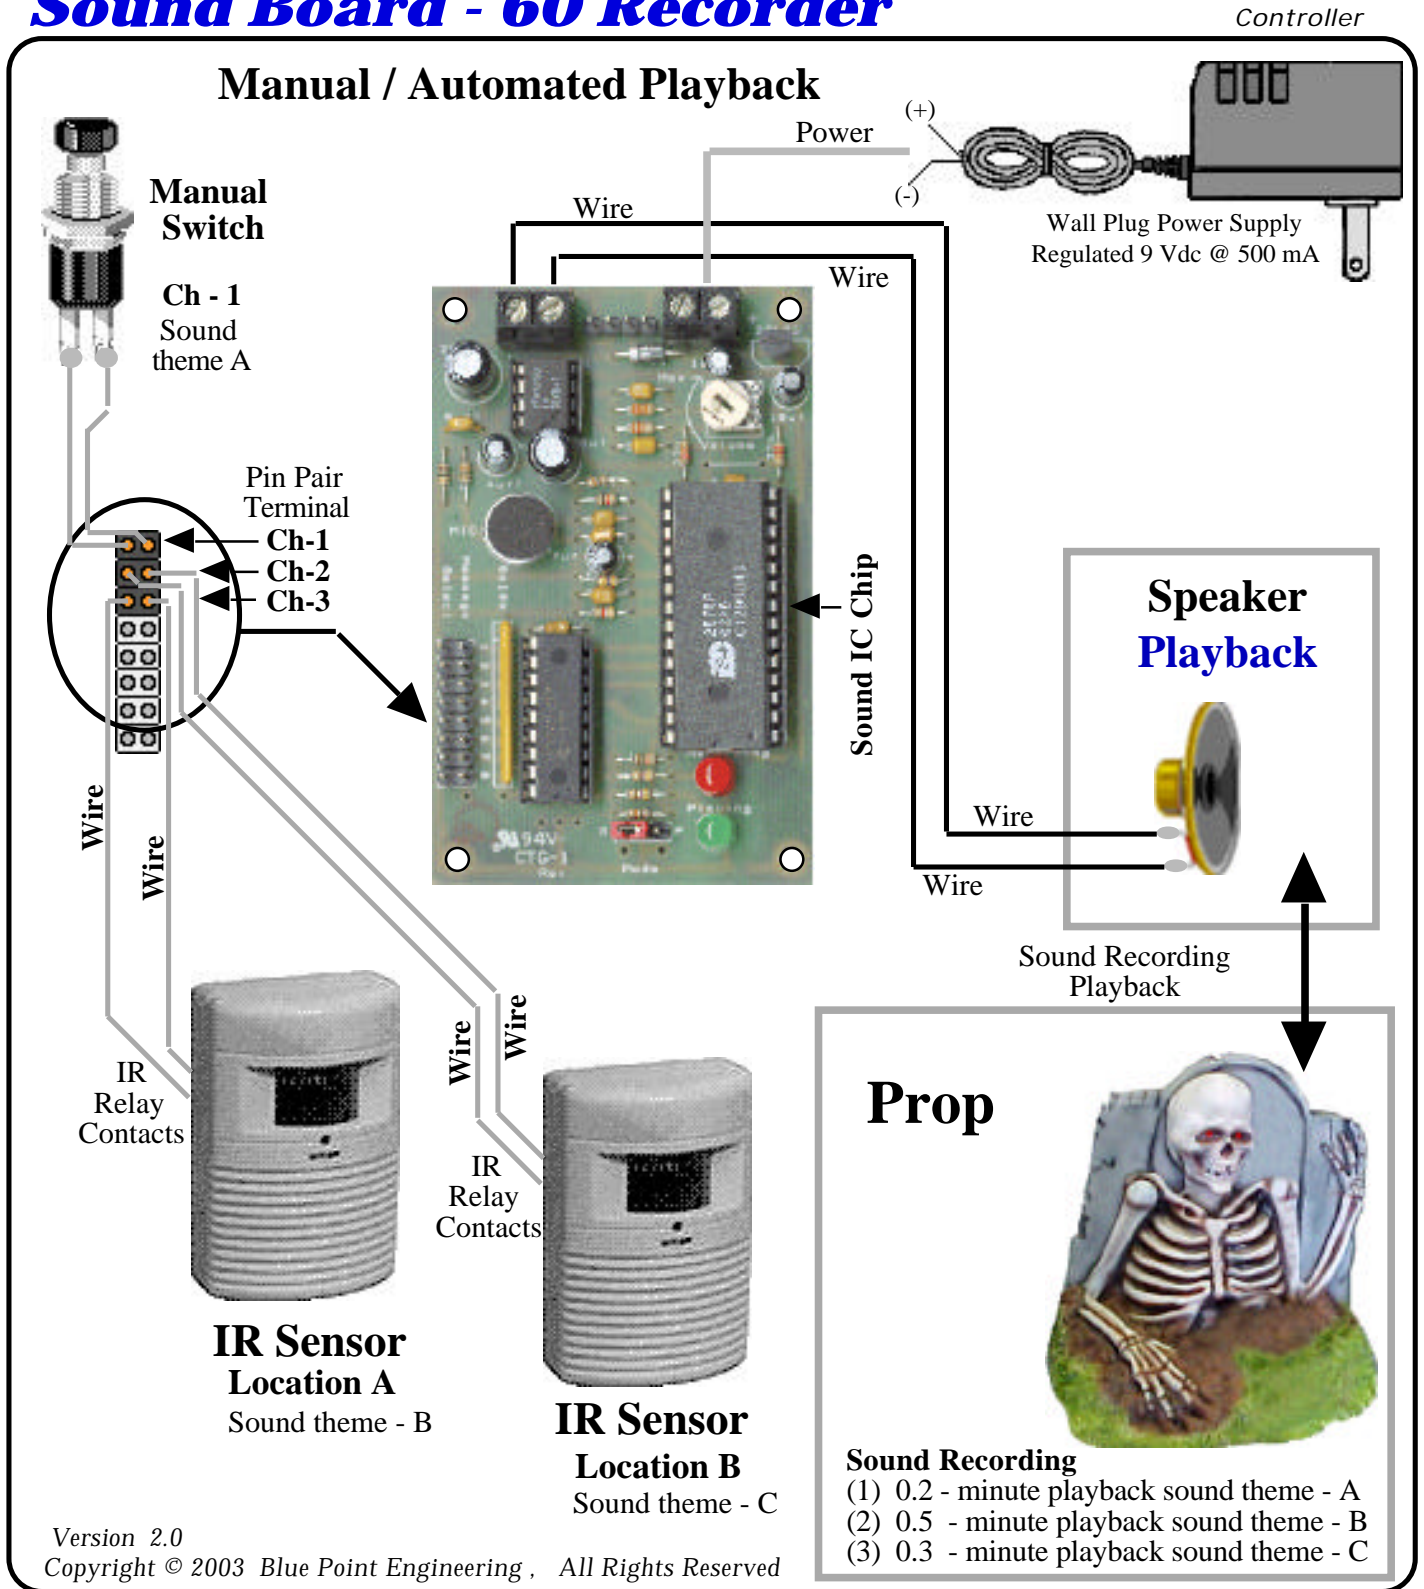 Sound Board - 60 Recorder
Controller
Manual / Automated Playback
(+)
Power
(-)
Wall Plug Power Supply
Regulated 9 Vdc @ 500 mA
Manual
Switch
Ch - 1
Sound
theme A
Wire
Wire
Pin Pair
Terminal
Ch-1
Ch-2
Ch-3
Sound IC Chip
MIC
Playing
94V
CTG-1
Speaker
Playback
Wire
Wire
Wire
Wire
Sound Recording
Playback
Wire
Wire
IR
Relay
Contacts
IR
Relay
Contacts
IR Sensor
Location A
Sound theme - B
IR Sensor
Location B
Sound theme - C
Prop
Sound Recording
(1) 0.2 - minute playback sound theme - A
(2) 0.5 - minute playback sound theme - B
(3) 0.3 - minute playback sound theme - C
Version 2.0
Copyright © 2003 Blue Point Engineering , All Rights Reserved